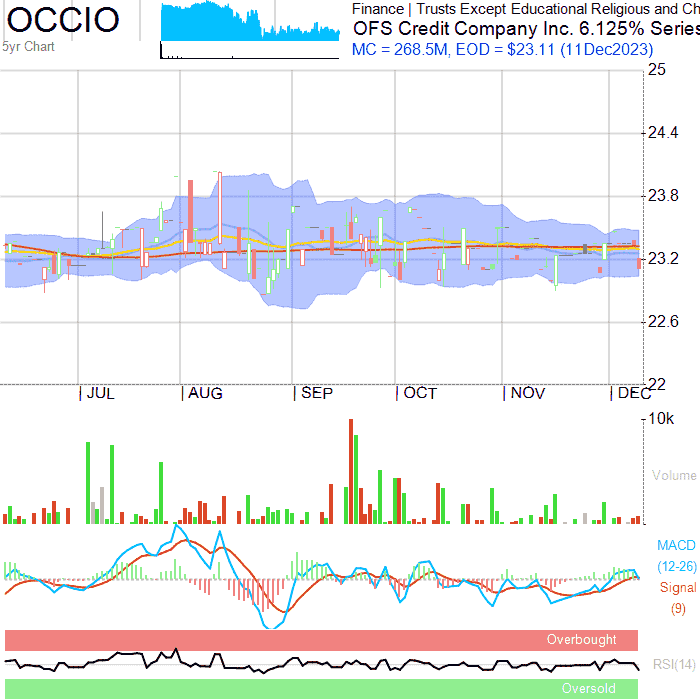 OCCIO
5yr Chart
Finance | Trusts Except Educational Religious and Ch
OFS Credit Company Inc. 6.125% Series
MC = 268.5M, EOD = $23.11 (11Dec2023)
25
24.4
23.8
23.2
22.6
22
JUL AUG SEP OCT NOV DEC
10k
Volume
MACD
(12-26)
Signal
(9)
Overbought
RSI(14)
Oversold